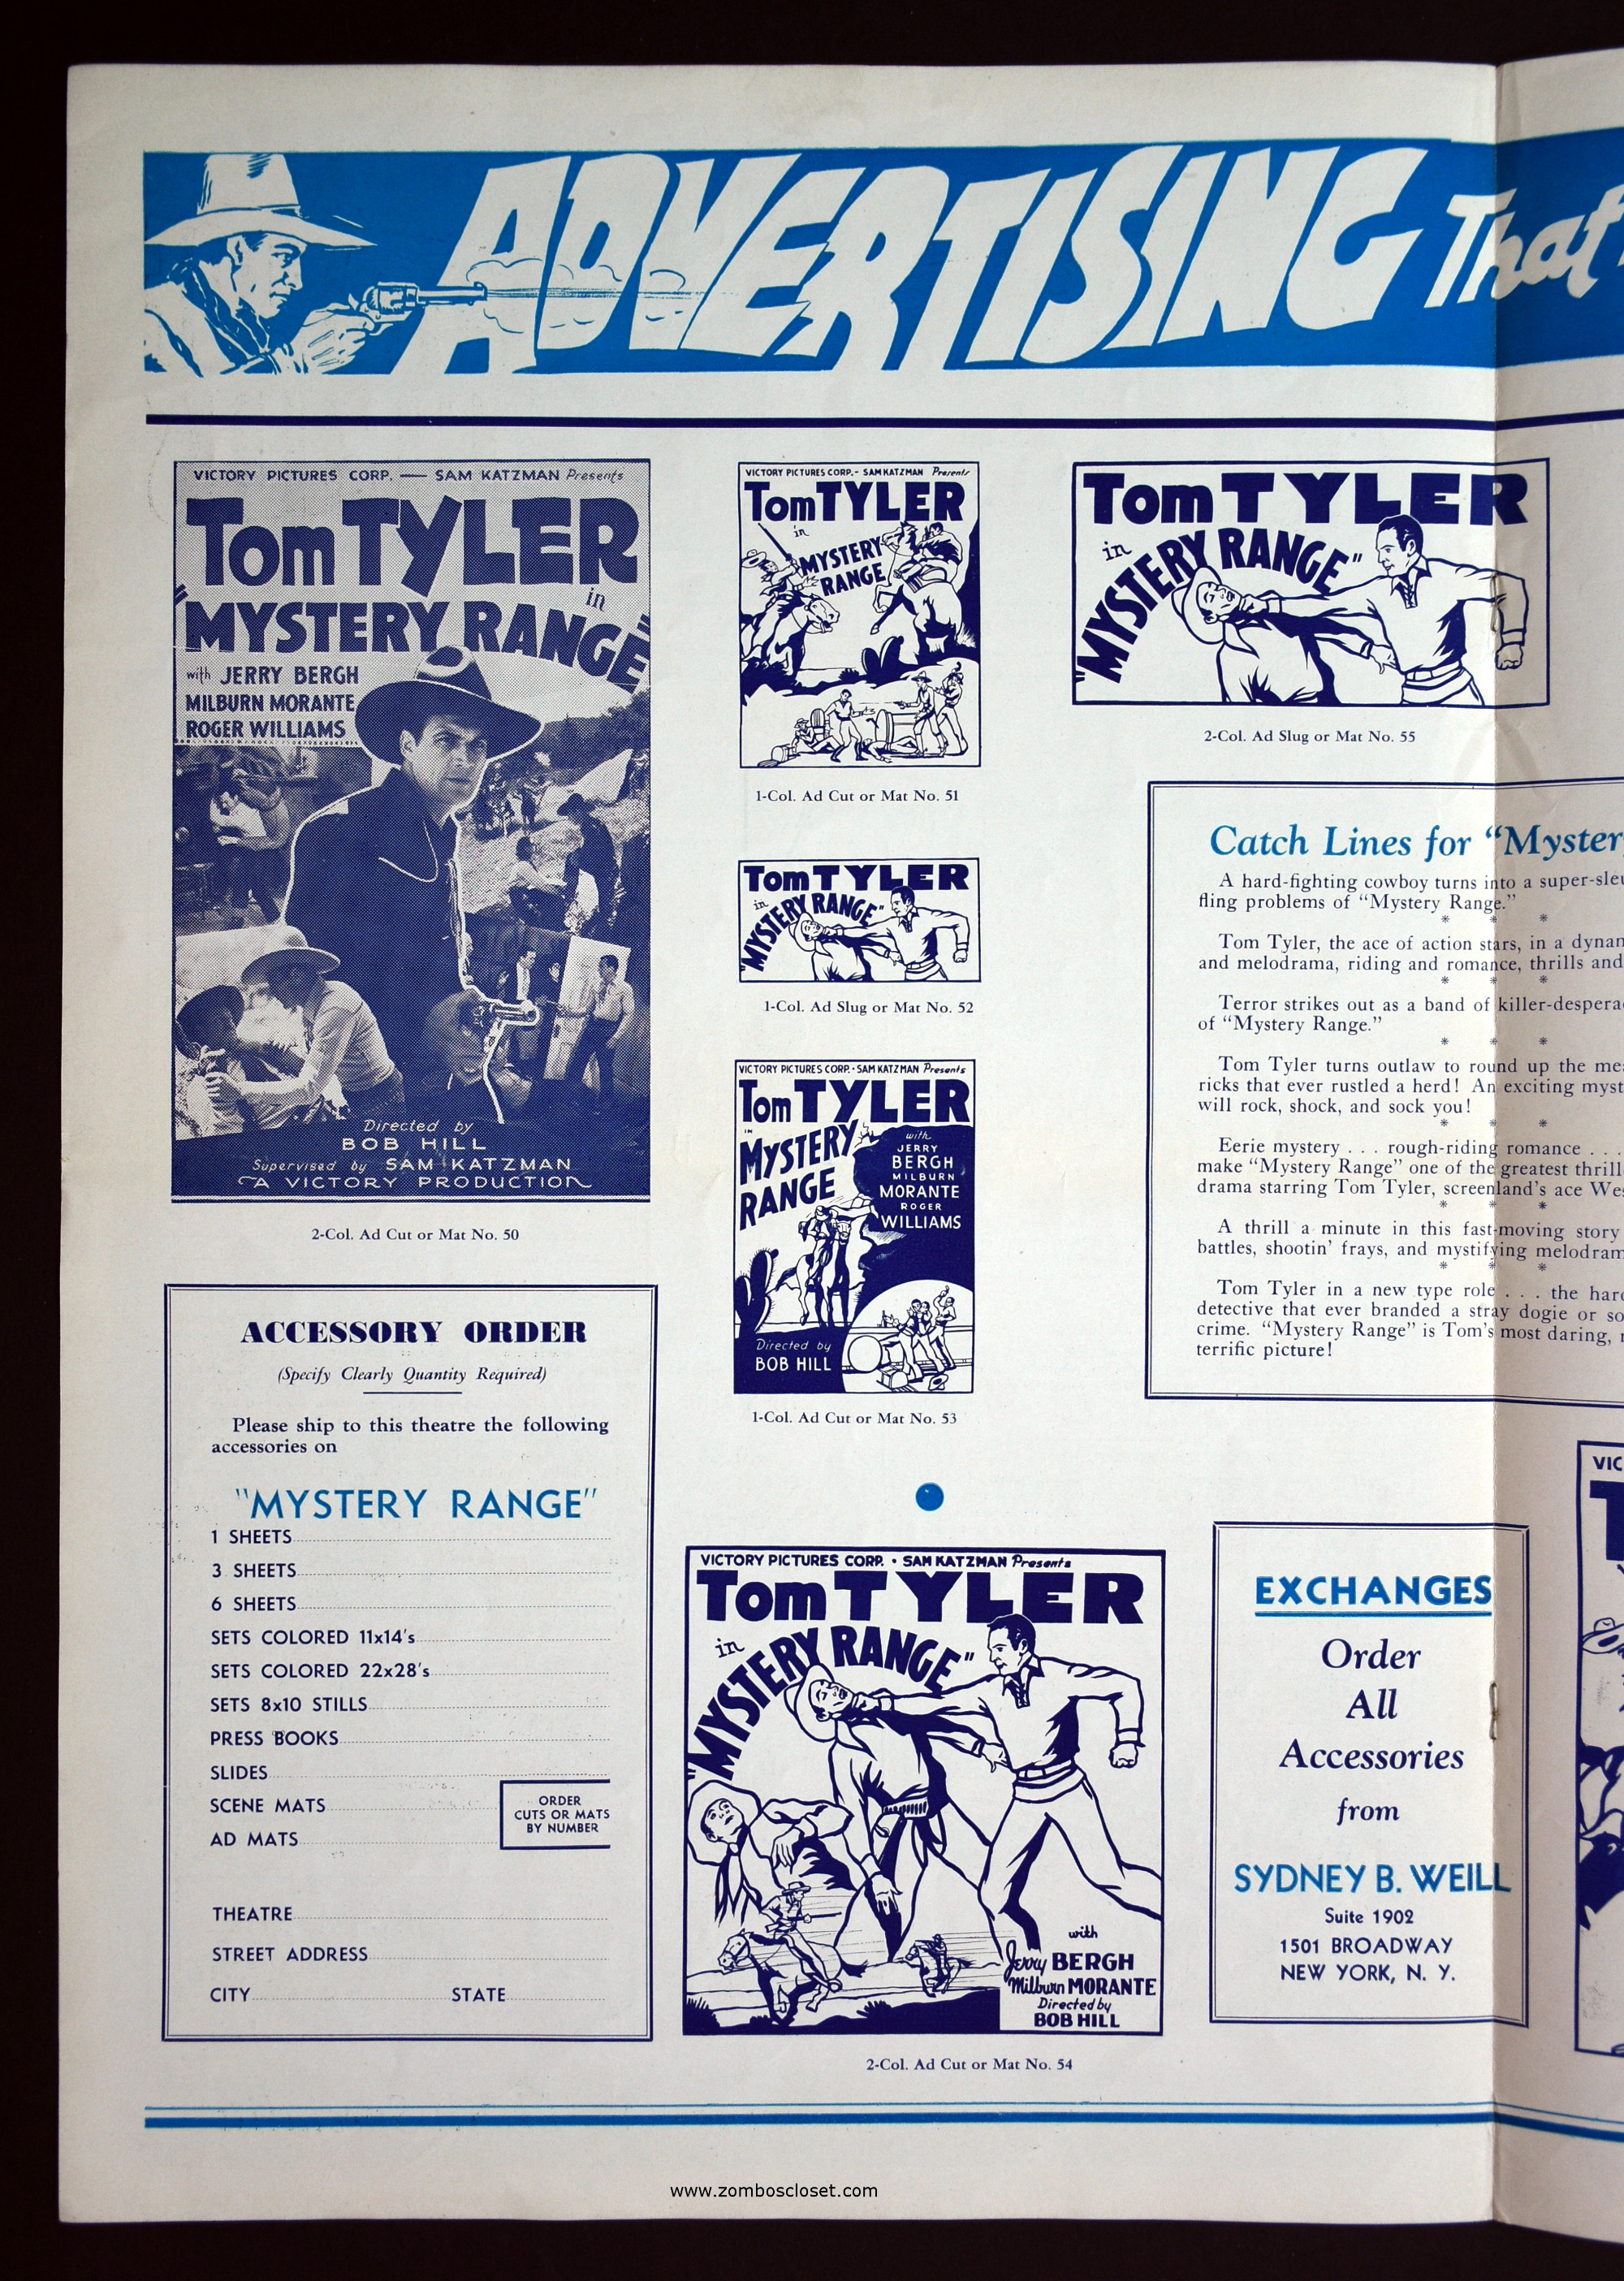 ADVERTISING That
VICTORY PICTURES CORP. — SAM KATZMAN Presents
Tom TYLER
in
"MYSTERY RANGE"
with JERRY BERGH
MILBURN MORANTE
ROGER WILLIAMS
Directed by
BOB HILL
Supervised by SAM KATZMAN
A VICTORY PRODUCTION
2-Col. Ad Cut or Mat No. 50
ACCESSORY ORDER
(Specify Clearly Quantity Required)
Please ship to this theatre the following
accessories on
"MYSTERY RANGE"
1 SHEETS
3 SHEETS
6 SHEETS
SETS COLORED 11x14's
SETS COLORED 22x28's
SETS 8x10 STILLS
PRESS BOOKS
SLIDES
SCENE MATS
AD MATS
ORDER
CUTS OR MATS
BY NUMBER
THEATRE
STREET ADDRESS
CITY STATE
VICTORY PICTURES CORP.- SAM KATZMAN Presents
Tom TYLER
in
MYSTERY
RANGE
1-Col. Ad Cut or Mat No. 51
Tom TYLER
in
"MYSTERY RANGE"
1-Col. Ad Slug or Mat No. 52
VICTORY PICTURES CORP.- SAM KATZMAN Presents
Tom TYLER
IN
MYSTERY
RANGE
with
JERRY
BERGH
MILBURN
MORANTE
ROGER
WILLIAMS
Directed by
BOB HILL
1-Col. Ad Cut or Mat No. 53
VICTORY PICTURES CORP. • SAM KATZMAN Presents
Tom TYLER
in
"MYSTERY RANGE"
with
Jerry BERGH
Milburn MORANTE
Directed by
BOB HILL
2-Col. Ad Cut or Mat No. 54
Tom TYLER
in
"MYSTERY RANGE"
2-Col. Ad Slug or Mat No. 55
Catch Lines for "Myster
A hard-fighting cowboy turns into a super-sleu
fling problems of "Mystery Range."
* * *
Tom Tyler, the ace of action stars, in a dynam
and melodrama, riding and romance, thrills and
* * *
Terror strikes out as a band of killer-despera
of "Mystery Range."
* * *
Tom Tyler turns outlaw to round up the me
ricks that ever rustled a herd! An exciting myst
will rock, shock, and sock you!
* * *
Eerie mystery . . . rough-riding romance . . .
make "Mystery Range" one of the greatest thrill
drama starring Tom Tyler, screenland's ace Wes
* * *
A thrill a minute in this fast-moving story
battles, shootin' frays, and mystifying melodram
* * *
Tom Tyler in a new type role . . . the hard
detective that ever branded a stray dogie or so
crime. "Mystery Range" is Tom's most daring,
terrific picture!
EXCHANGES
Order
All
Accessories
from
SYDNEY B. WEILL
Suite 1902
1501 BROADWAY
NEW YORK, N. Y.
VIC
T
www.zomboscloset.com